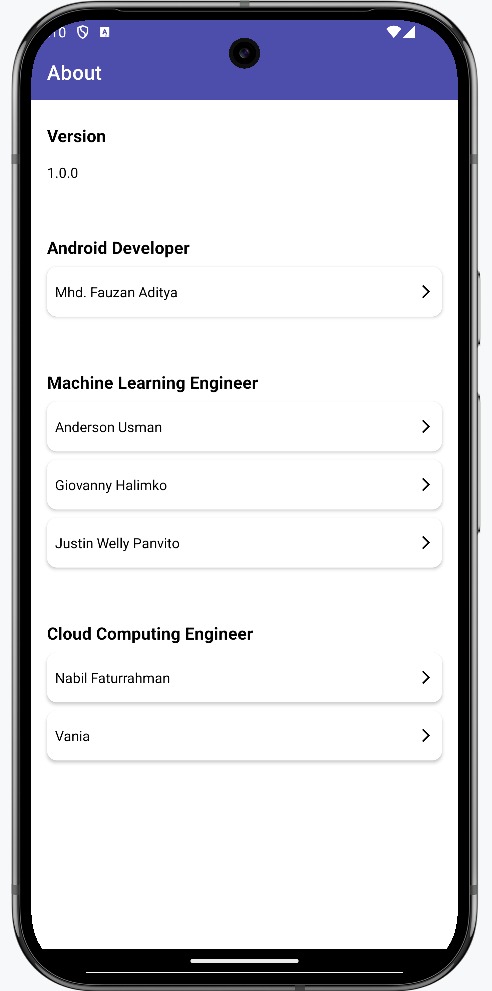 About
Version
1.0.0
Android Developer
Mhd. Fauzan Aditya
Machine Learning Engineer
Anderson Usman
Giovanny Halimko
Justin Welly Panvito
Cloud Computing Engineer
Nabil Faturrahman
Vania